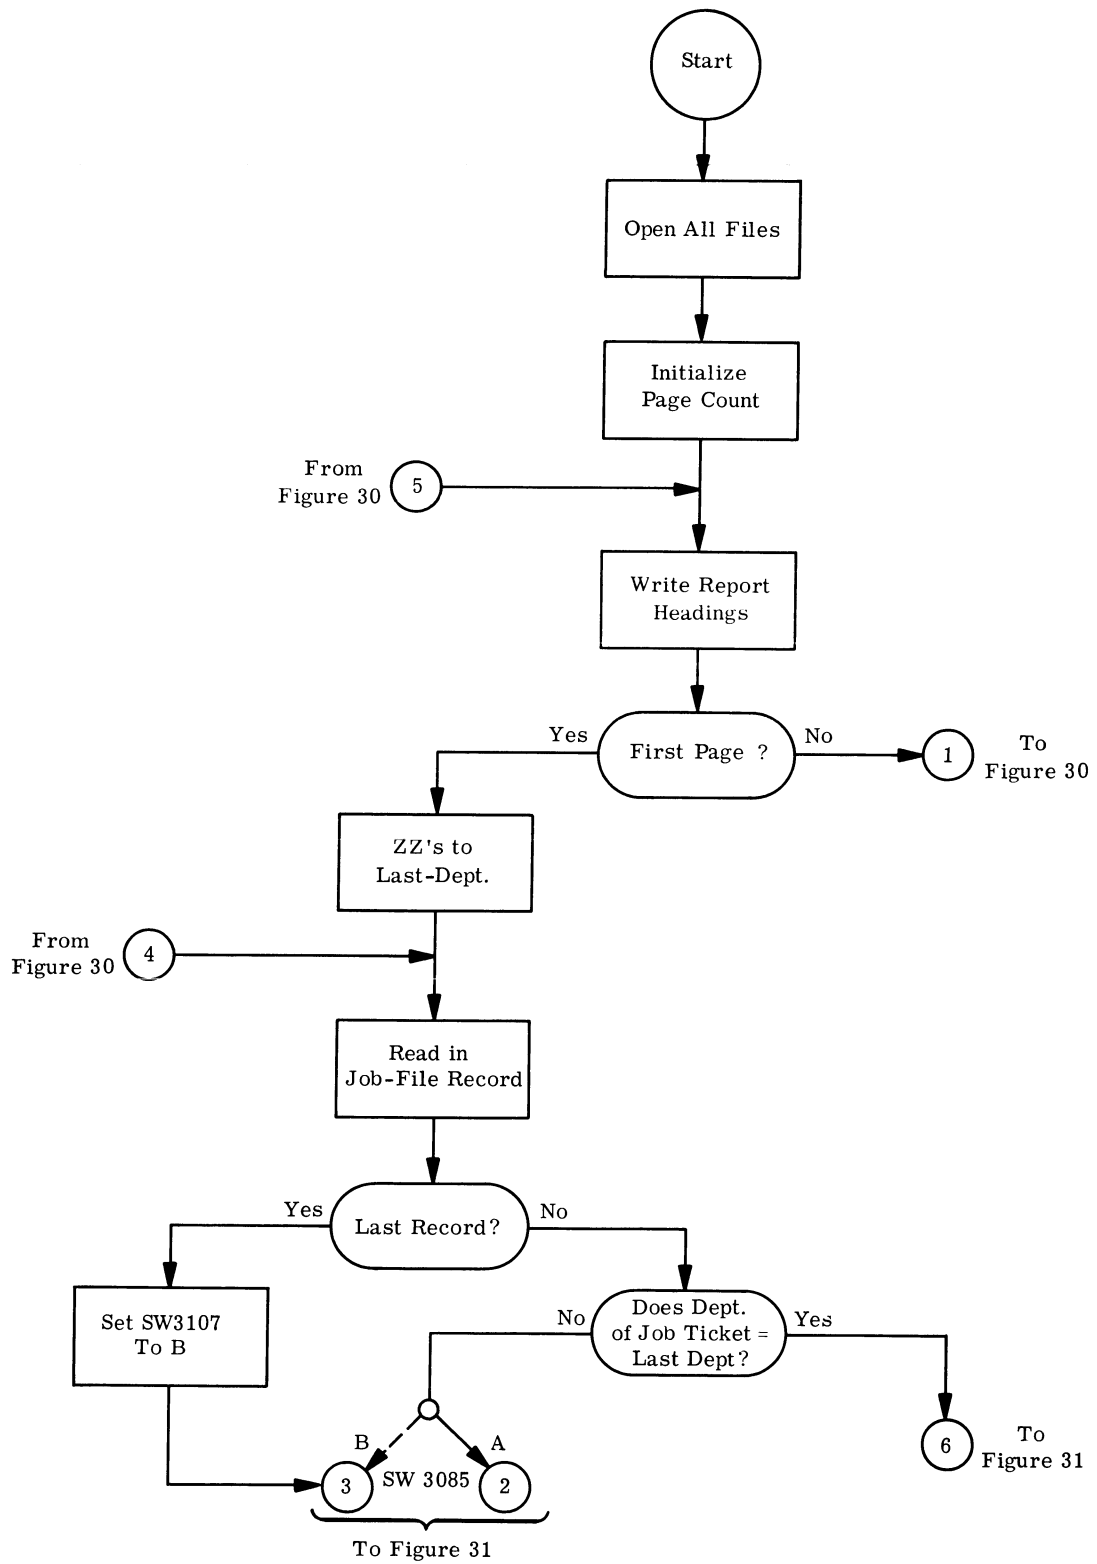 Start
Open All Files
Initialize
Page Count
From
Figure 30
5
Write Report
Headings
Yes
First Page ?
No
1
To
Figure 30
ZZ's to
Last-Dept.
From
Figure 30
4
Read in
Job-File Record
Yes
Last Record?
No
Set SW3107
To B
No
Does Dept.
of Job Ticket =
Last Dept?
Yes
B
A
3
SW 3085
2
6
To
Figure 31
To Figure 31